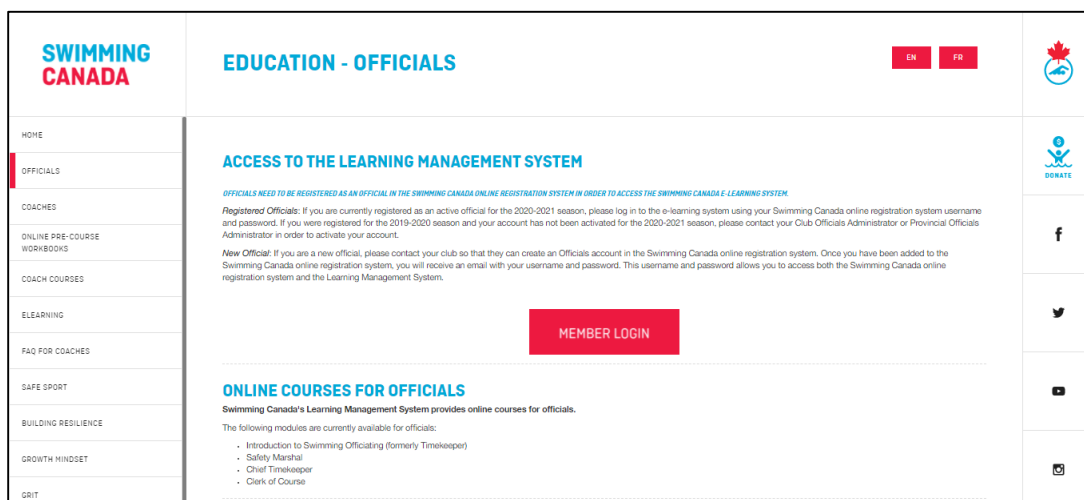 SWIMMING
CANADA
EDUCATION - OFFICIALS
EN
FR
HOME
OFFICIALS
COACHES
ONLINE PRE-COURSE
WORKBOOKS
COACH COURSES
ELEARNING
FAQ FOR COACHES
SAFE SPORT
BUILDING RESILIENCE
GROWTH MINDSET
GRIT
ACCESS TO THE LEARNING MANAGEMENT SYSTEM
OFFICIALS NEED TO BE REGISTERED AS AN OFFICIAL IN THE SWIMMING CANADA ONLINE REGISTRATION SYSTEM IN ORDER TO ACCESS THE SWIMMING CANADA E-LEARNING SYSTEM.
Registered Officials: If you are currently registered as an active official for the 2020-2021 season, please log in to the e-learning system using your Swimming Canada online registration system username
and password. If you were registered for the 2019-2020 season and your account has not been activated for the 2020-2021 season, please contact your Club Officials Administrator or Provincial Officials
Administrator in order to activate your account.
New Official: If you are a new official, please contact your club so that they can create an Officials account in the Swimming Canada online registration system. Once you have been added to the
Swimming Canada online registration system, you will receive an email with your username and password. This username and password allows you to access both the Swimming Canada online
registration system and the Learning Management System.
MEMBER LOGIN
ONLINE COURSES FOR OFFICIALS
Swimming Canada's Learning Management System provides online courses for officials.
The following modules are currently available for officials:
• Introduction to Swimming Officiating (formerly Timekeeper)
• Safety Marshal
• Chief Timekeeper
• Clerk of Course
$
DONATE